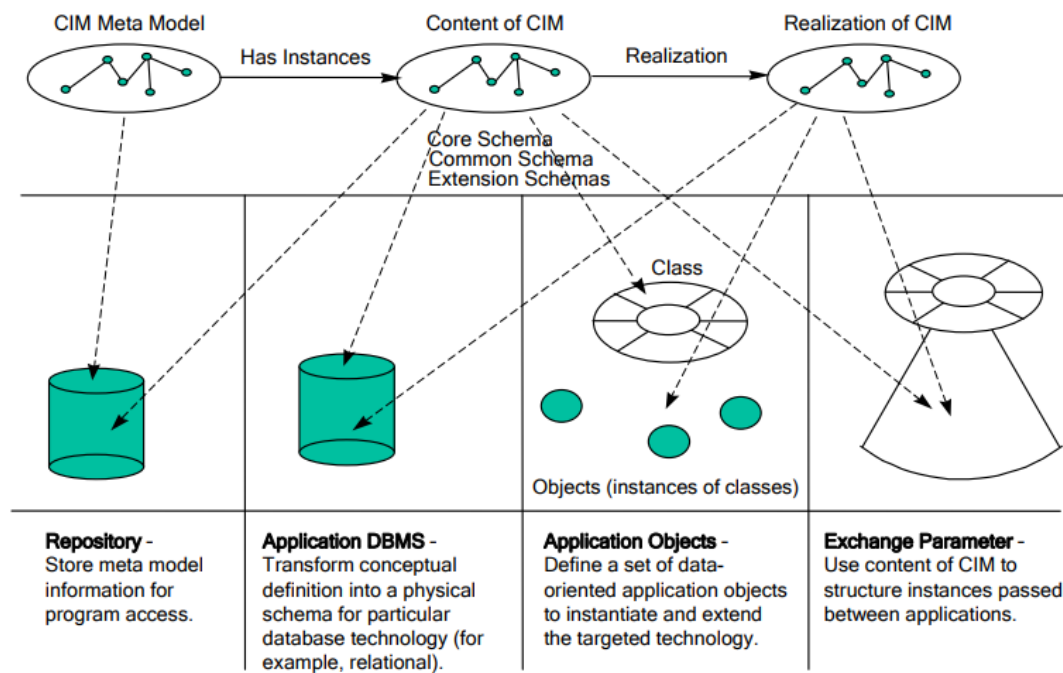 CIM Meta Model
Content of CIM
Realization of CIM
Has Instances
Realization
Core Schema
Common Schema
Extension Schemas
Class
Objects (instances of classes)
Repository -
Store meta model
information for
program access.
Application DBMS -
Transform conceptual
definition into a physical
schema for particular
database technology (for
example, relational).
Application Objects -
Define a set of data-
oriented application objects
to instantiate and extend
the targeted technology.
Exchange Parameter -
Use content of CIM to
structure instances passed
between applications.